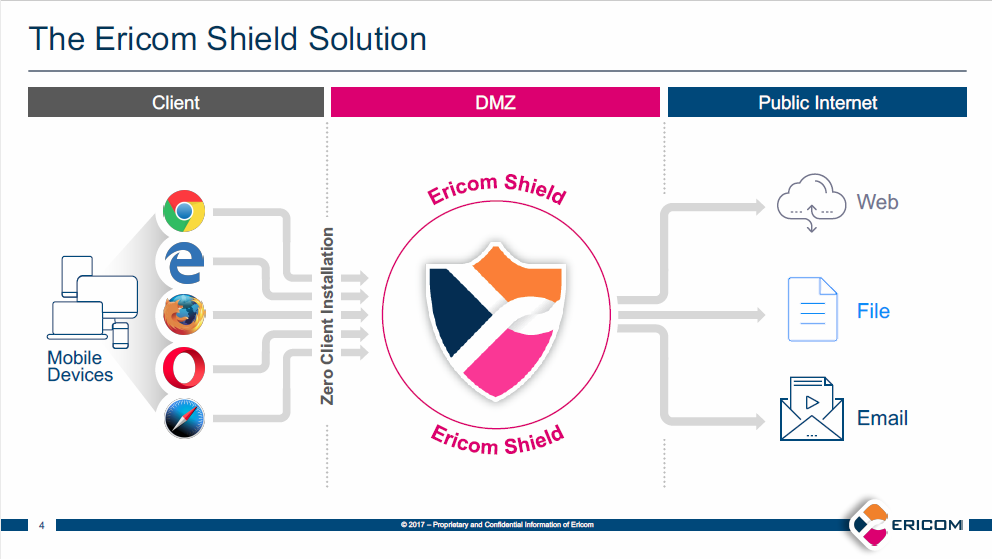 The Ericom Shield Solution
Client
DMZ
Public Internet
Mobile
Devices
Zero Client Installation
Ericom Shield
Ericom Shield
Web
File
Email
4
© 2017 – Proprietary and Confidential Information of Ericom
ERICOM